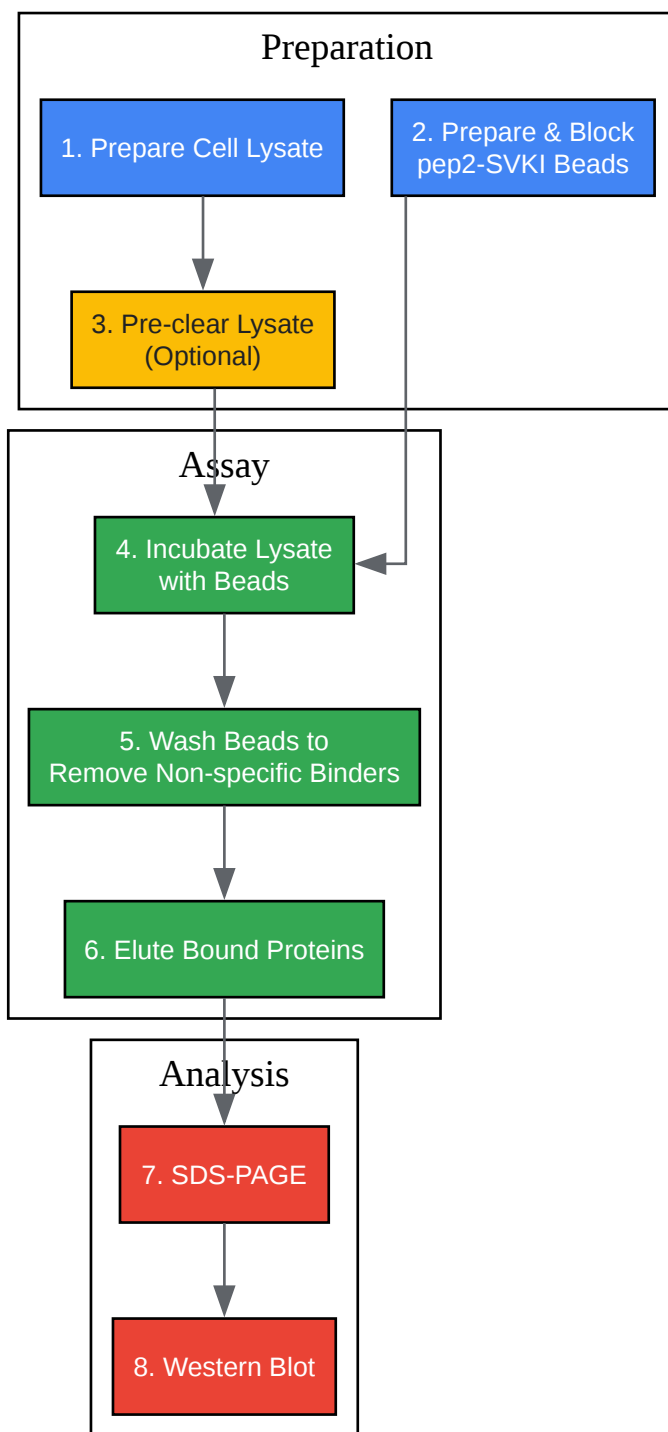 Preparation
1. Prepare Cell Lysate
2. Prepare & Block
pep2-SVKI Beads
3. Pre-clear Lysate
(Optional)
Assay
4. Incubate Lysate
with Beads
5. Wash Beads to
Remove Non-specific Binders
6. Elute Bound Proteins
Analysis
7. SDS-PAGE
8. Western Blot